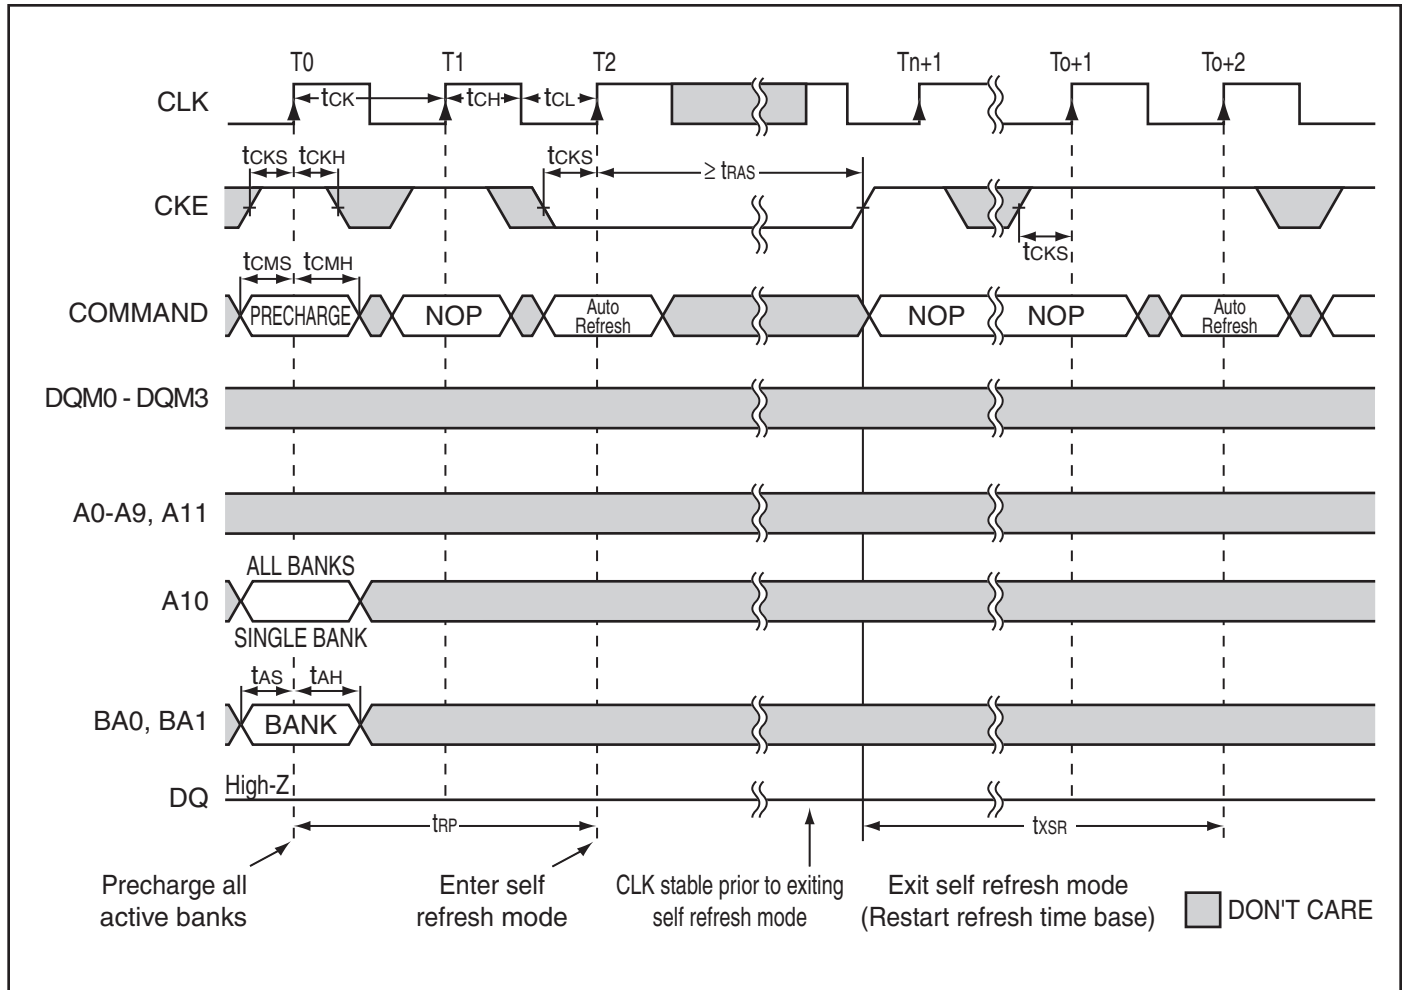 T0 T1 T2 Tn+1 To+1 To+2
CLK tCK tCH tCL
tCKS tCKH tCKS ≥ tRAS
CKE
tCKS
tCMS tCMH
COMMAND PRECHARGE NOP Auto Refresh NOP NOP Auto Refresh
DQM0 - DQM3
A0-A9, A11
ALL BANKS
A10
SINGLE BANK
tAS tAH
BA0, BA1 BANK
High-Z
DQ
tRP tXSR
Precharge all
active banks
Enter self
refresh mode
CLK stable prior to exiting
self refresh mode
Exit self refresh mode
(Restart refresh time base)
DON'T CARE